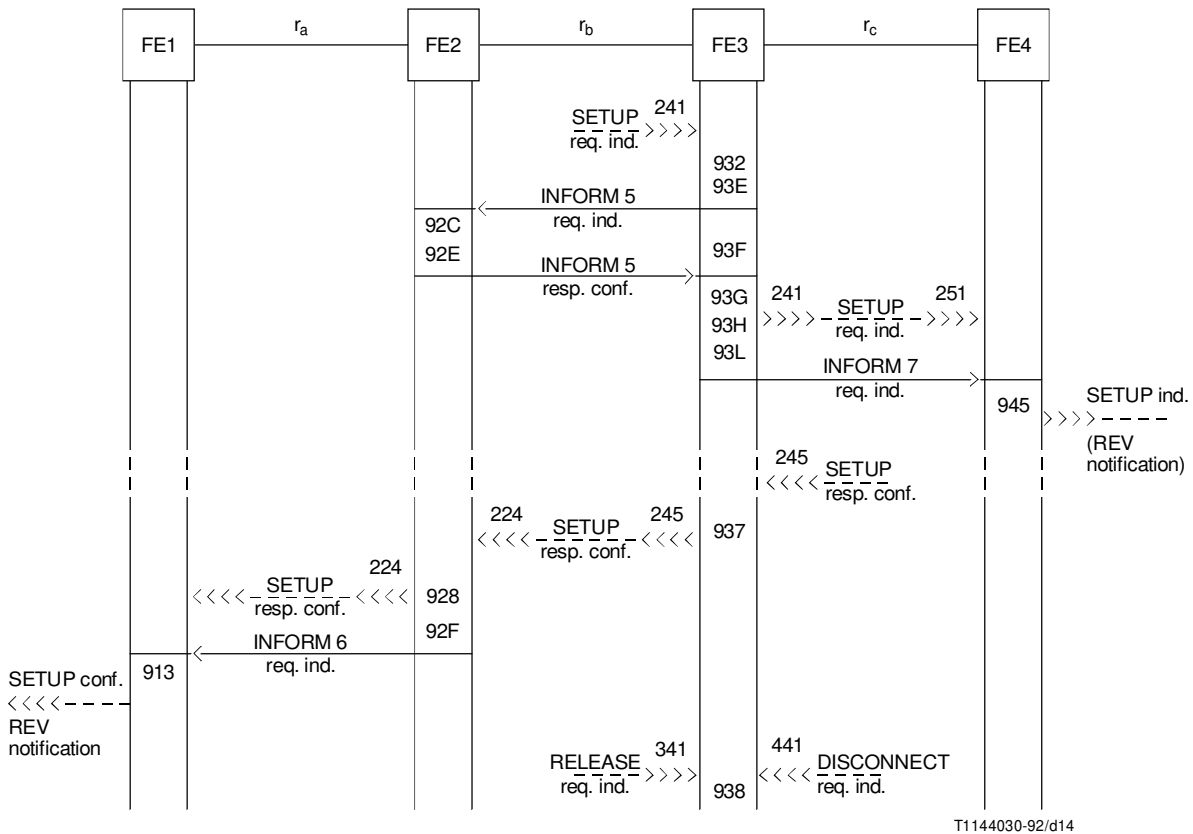 FE1
ra
FE2
rb
FE3
rc
FE4
SETUP 241
req. ind.
932
93E
INFORM 5
req. ind.
92C
92E
93F
INFORM 5
resp. conf.
93G
93H
93L
241 SETUP 251
req. ind.
INFORM 7
req. ind.
945
SETUP ind.
(REV
notification)
245 SETUP
resp. conf.
224 SETUP 245
resp. conf.
937
SETUP 224
resp. conf.
928
92F
INFORM 6
req. ind.
913
SETUP conf.
REV
notification
RELEASE 341
req. ind.
441 DISCONNECT
req. ind.
938
T1144030-92/d14